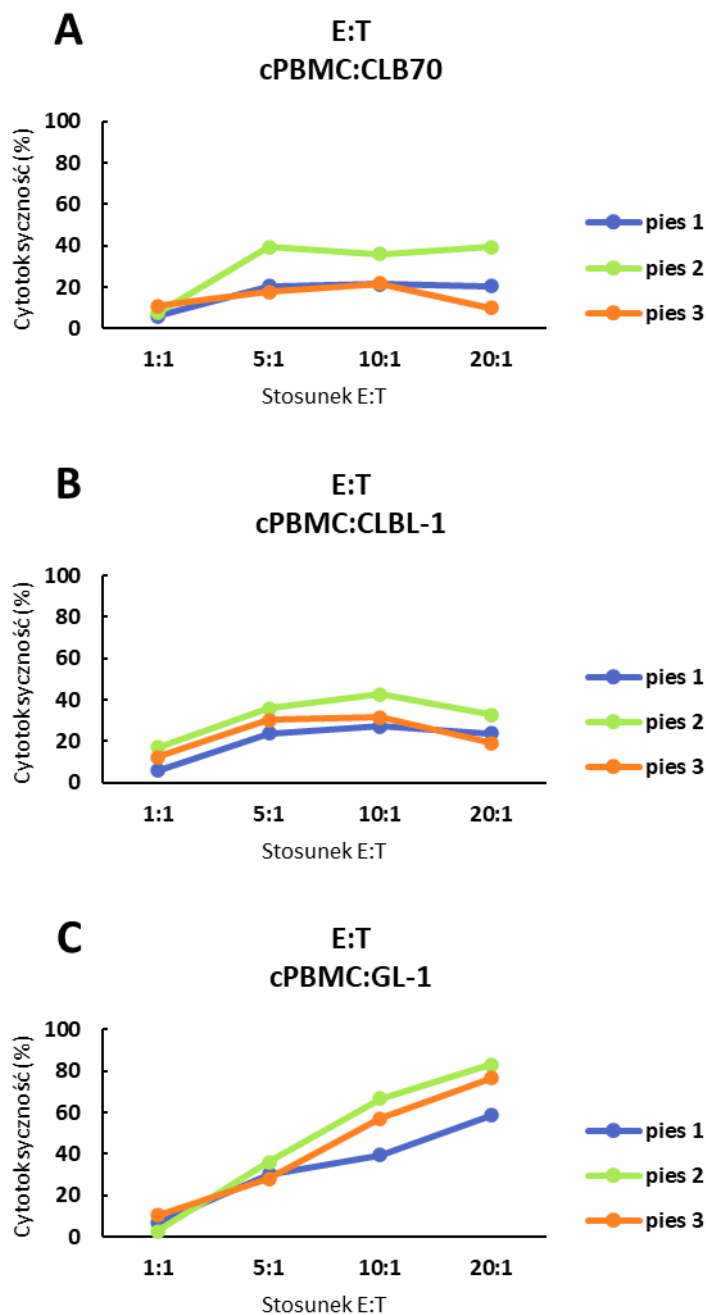 A
E:T
cPBMC:CLB70
Cytotoksyczność (%)
100
80
60
40
20
0
1:1 5:1 10:1 20:1
Stosunek E:T
pies 1
pies 2
pies 3
B
E:T
cPBMC:CLBL-1
Cytotoksyczność (%)
100
80
60
40
20
0
1:1 5:1 10:1 20:1
Stosunek E:T
pies 1
pies 2
pies 3
C
E:T
cPBMC:GL-1
Cytotoksyczność (%)
100
80
60
40
20
0
1:1 5:1 10:1 20:1
Stosunek E:T
pies 1
pies 2
pies 3